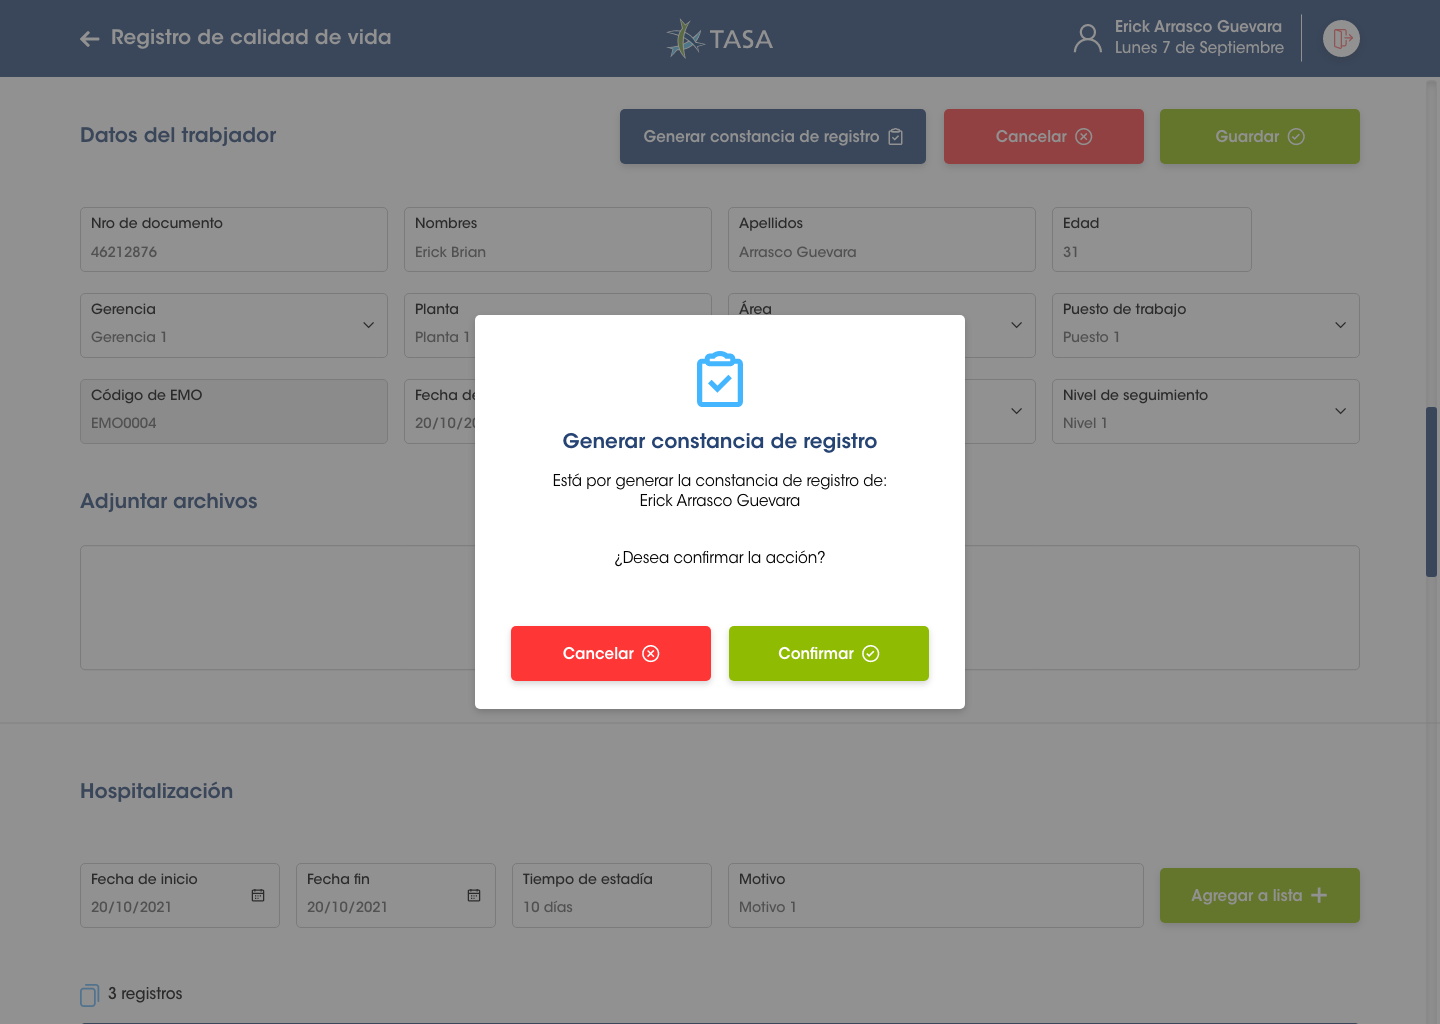 Registro de calidad de vida
TASA
Erick Arrasco Guevara
Lunes 7 de Septiembre
Datos del trabjador
Generar constancia de registro
Cancelar
Guardar
Nro de documento
46212876
Nombres
Erick Brian
Apellidos
Arrasco Guevara
Edad
31
Gerencia
Gerencia 1
Planta
Planta 1
Área
Puesto de trabajo
Puesto 1
Código de EMO
EMO0004
Fecha de
20/10/20
Nivel de seguimiento
Nivel 1
Generar constancia de registro
Está por generar la constancia de registro de:
Erick Arrasco Guevara
¿Desea confirmar la acción?
Cancelar
Confirmar
Adjuntar archivos
Hospitalización
Fecha de inicio
20/10/2021
Fecha fin
20/10/2021
Tiempo de estadía
10 días
Motivo
Motivo 1
Agregar a lista
3 registros